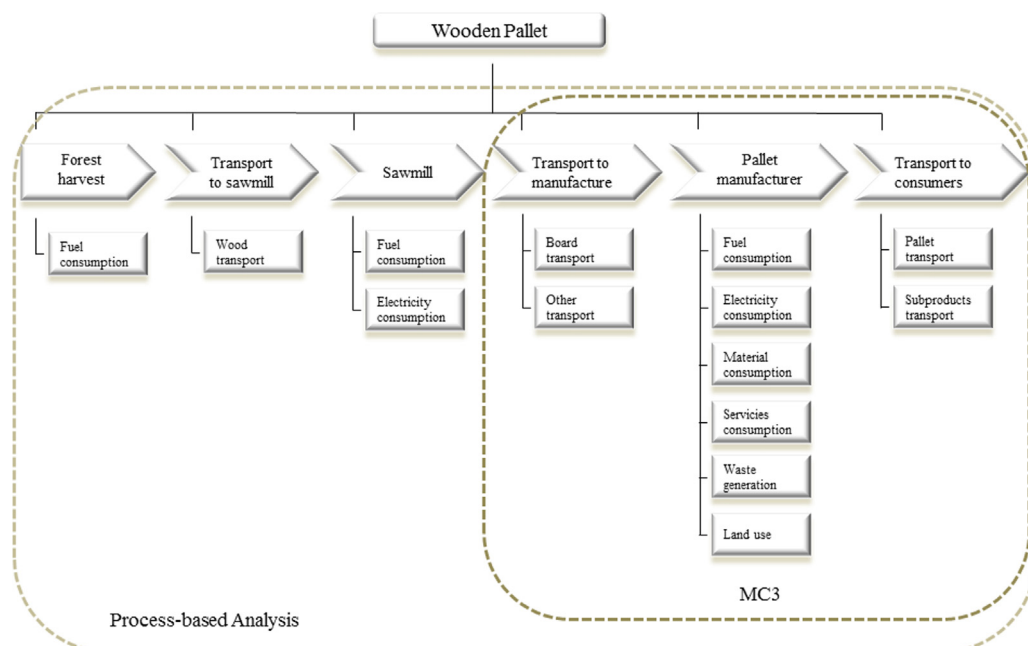 Wooden Pallet
Forest
harvest
Transport
to sawmill
Sawmill
Transport to
manufacture
Pallet
manufacturer
Transport to
consumers
Fuel
consumption
Wood
transport
Fuel
consumption
Electricity
consumption
Board
transport
Other
transport
Fuel
consumption
Electricity
consumption
Material
consumption
Servicies
consumption
Waste
generation
Land use
Pallet
transport
Subproducts
transport
MC3
Process-based Analysis